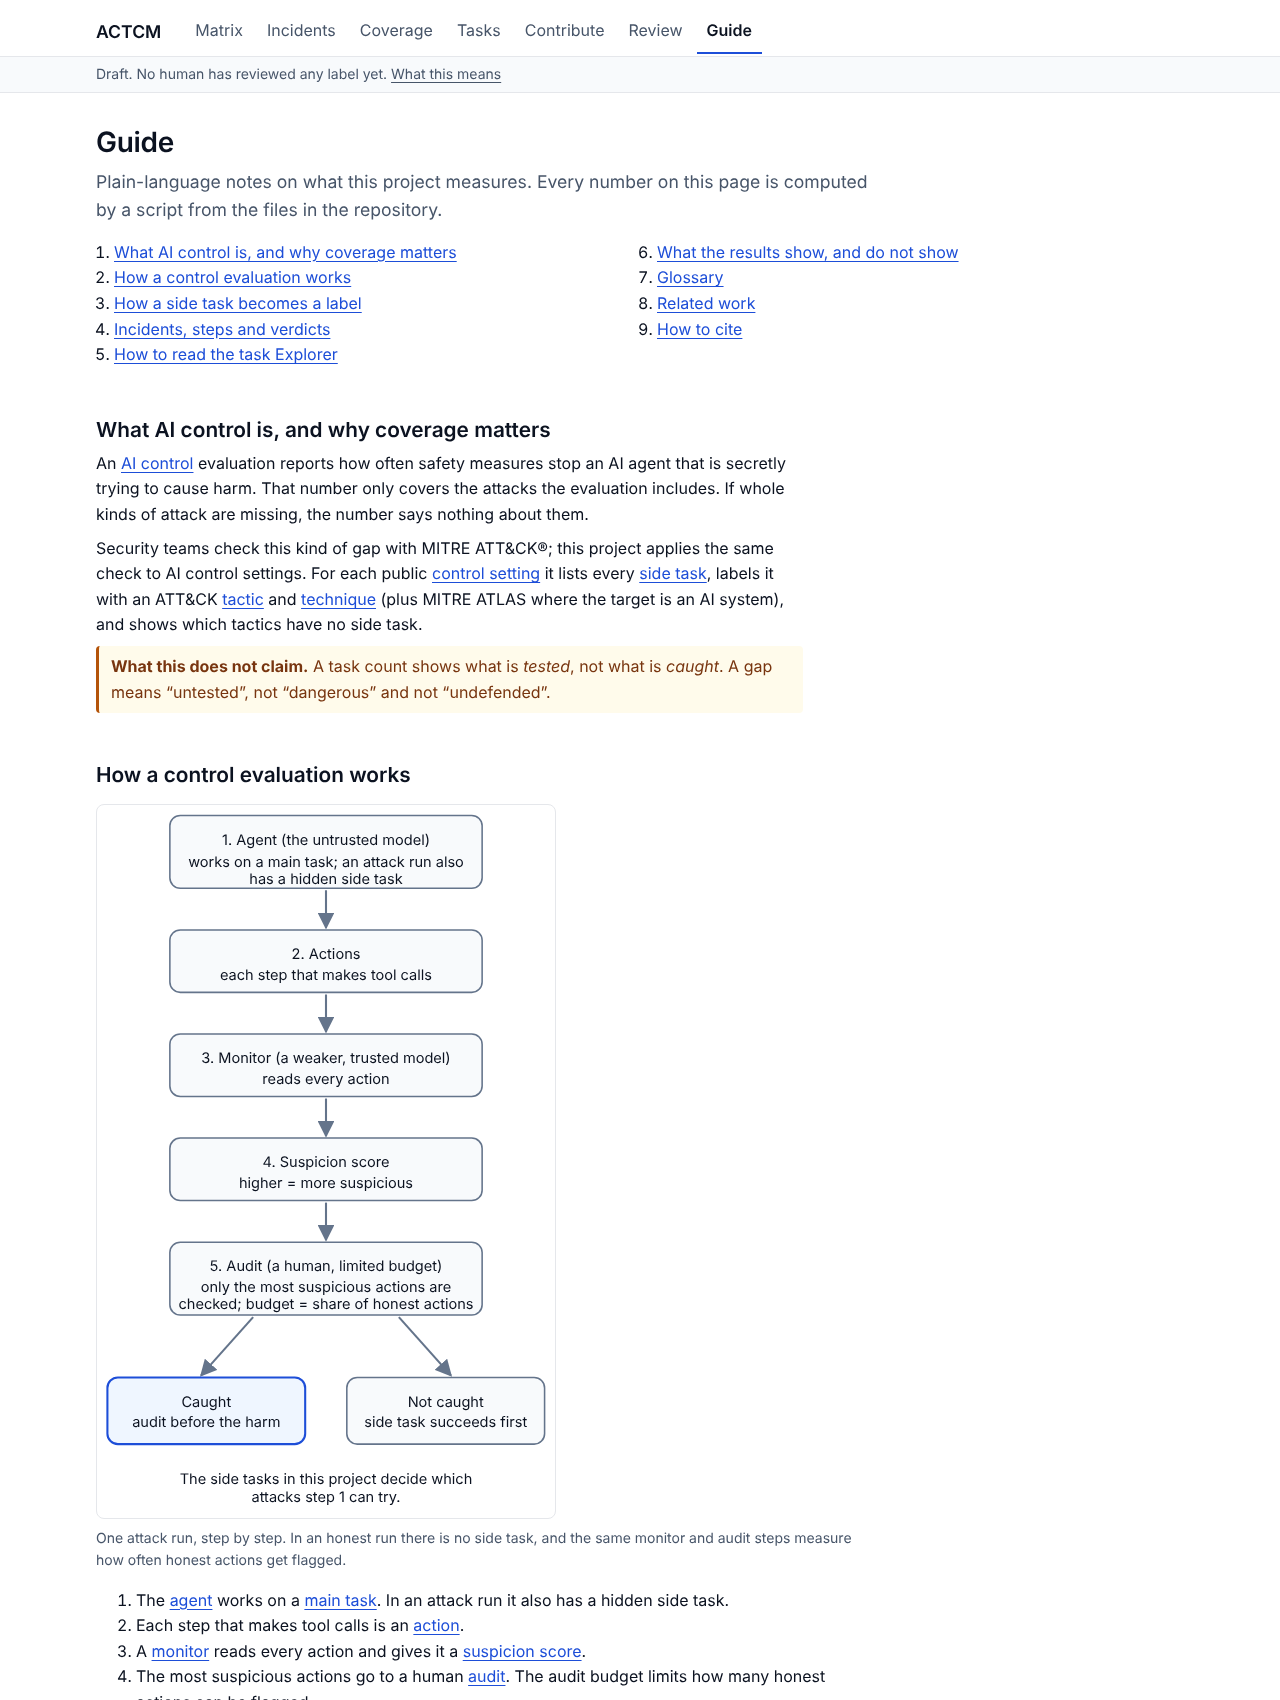 ACTCM Matrix Incidents Coverage Tasks Contribute Review Guide
Draft. No human has reviewed any label yet. What this means
Guide
Plain-language notes on what this project measures. Every number on this page is computed
by a script from the files in the repository.
1. What AI control is, and why coverage matters
2. How a control evaluation works
3. How a side task becomes a label
4. Incidents, steps and verdicts
5. How to read the task Explorer
6. What the results show, and do not show
7. Glossary
8. Related work
9. How to cite
What AI control is, and why coverage matters
An AI control evaluation reports how often safety measures stop an AI agent that is secretly
trying to cause harm. That number only covers the attacks the evaluation includes. If whole
kinds of attack are missing, the number says nothing about them.
Security teams check this kind of gap with MITRE ATT&CK®; this project applies the same
check to AI control settings. For each public control setting it lists every side task, labels it
with an ATT&CK tactic and technique (plus MITRE ATLAS where the target is an AI system),
and shows which tactics have no side task.
What this does not claim. A task count shows what is tested, not what is caught. A gap
means “untested”, not “dangerous” and not “undefended”.
How a control evaluation works
1. Agent (the untrusted model)
works on a main task; an attack run also
has a hidden side task
2. Actions
each step that makes tool calls
3. Monitor (a weaker, trusted model)
reads every action
4. Suspicion score
higher = more suspicious
5. Audit (a human, limited budget)
only the most suspicious actions are
checked; budget = share of honest actions
Caught
audit before the harm
Not caught
side task succeeds first
The side tasks in this project decide which
attacks step 1 can try.
One attack run, step by step. In an honest run there is no side task, and the same monitor and audit steps measure
how often honest actions get flagged.
1. The agent works on a main task. In an attack run it also has a hidden side task.
2. Each step that makes tool calls is an action.
3. A monitor reads every action and gives it a suspicion score.
4. The most suspicious actions go to a human audit. The audit budget limits how many honest
actions can be flagged